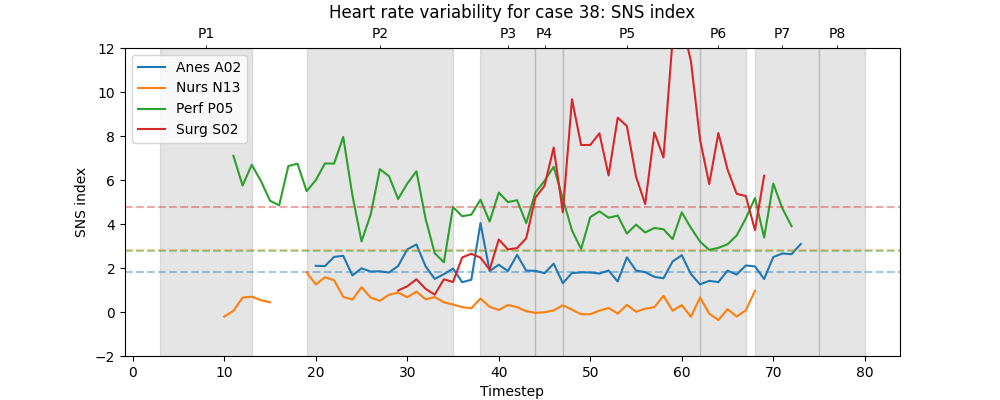 Heart rate variability for case 38: SNS index
P1 P2 P3 P4 P5 P6 P7 P8
Anes A02
Nurs N13
Perf P05
Surg S02
SNS index
12
10
8
6
4
2
0
−2
0 10 20 30 40 50 60 70 80
Timestep